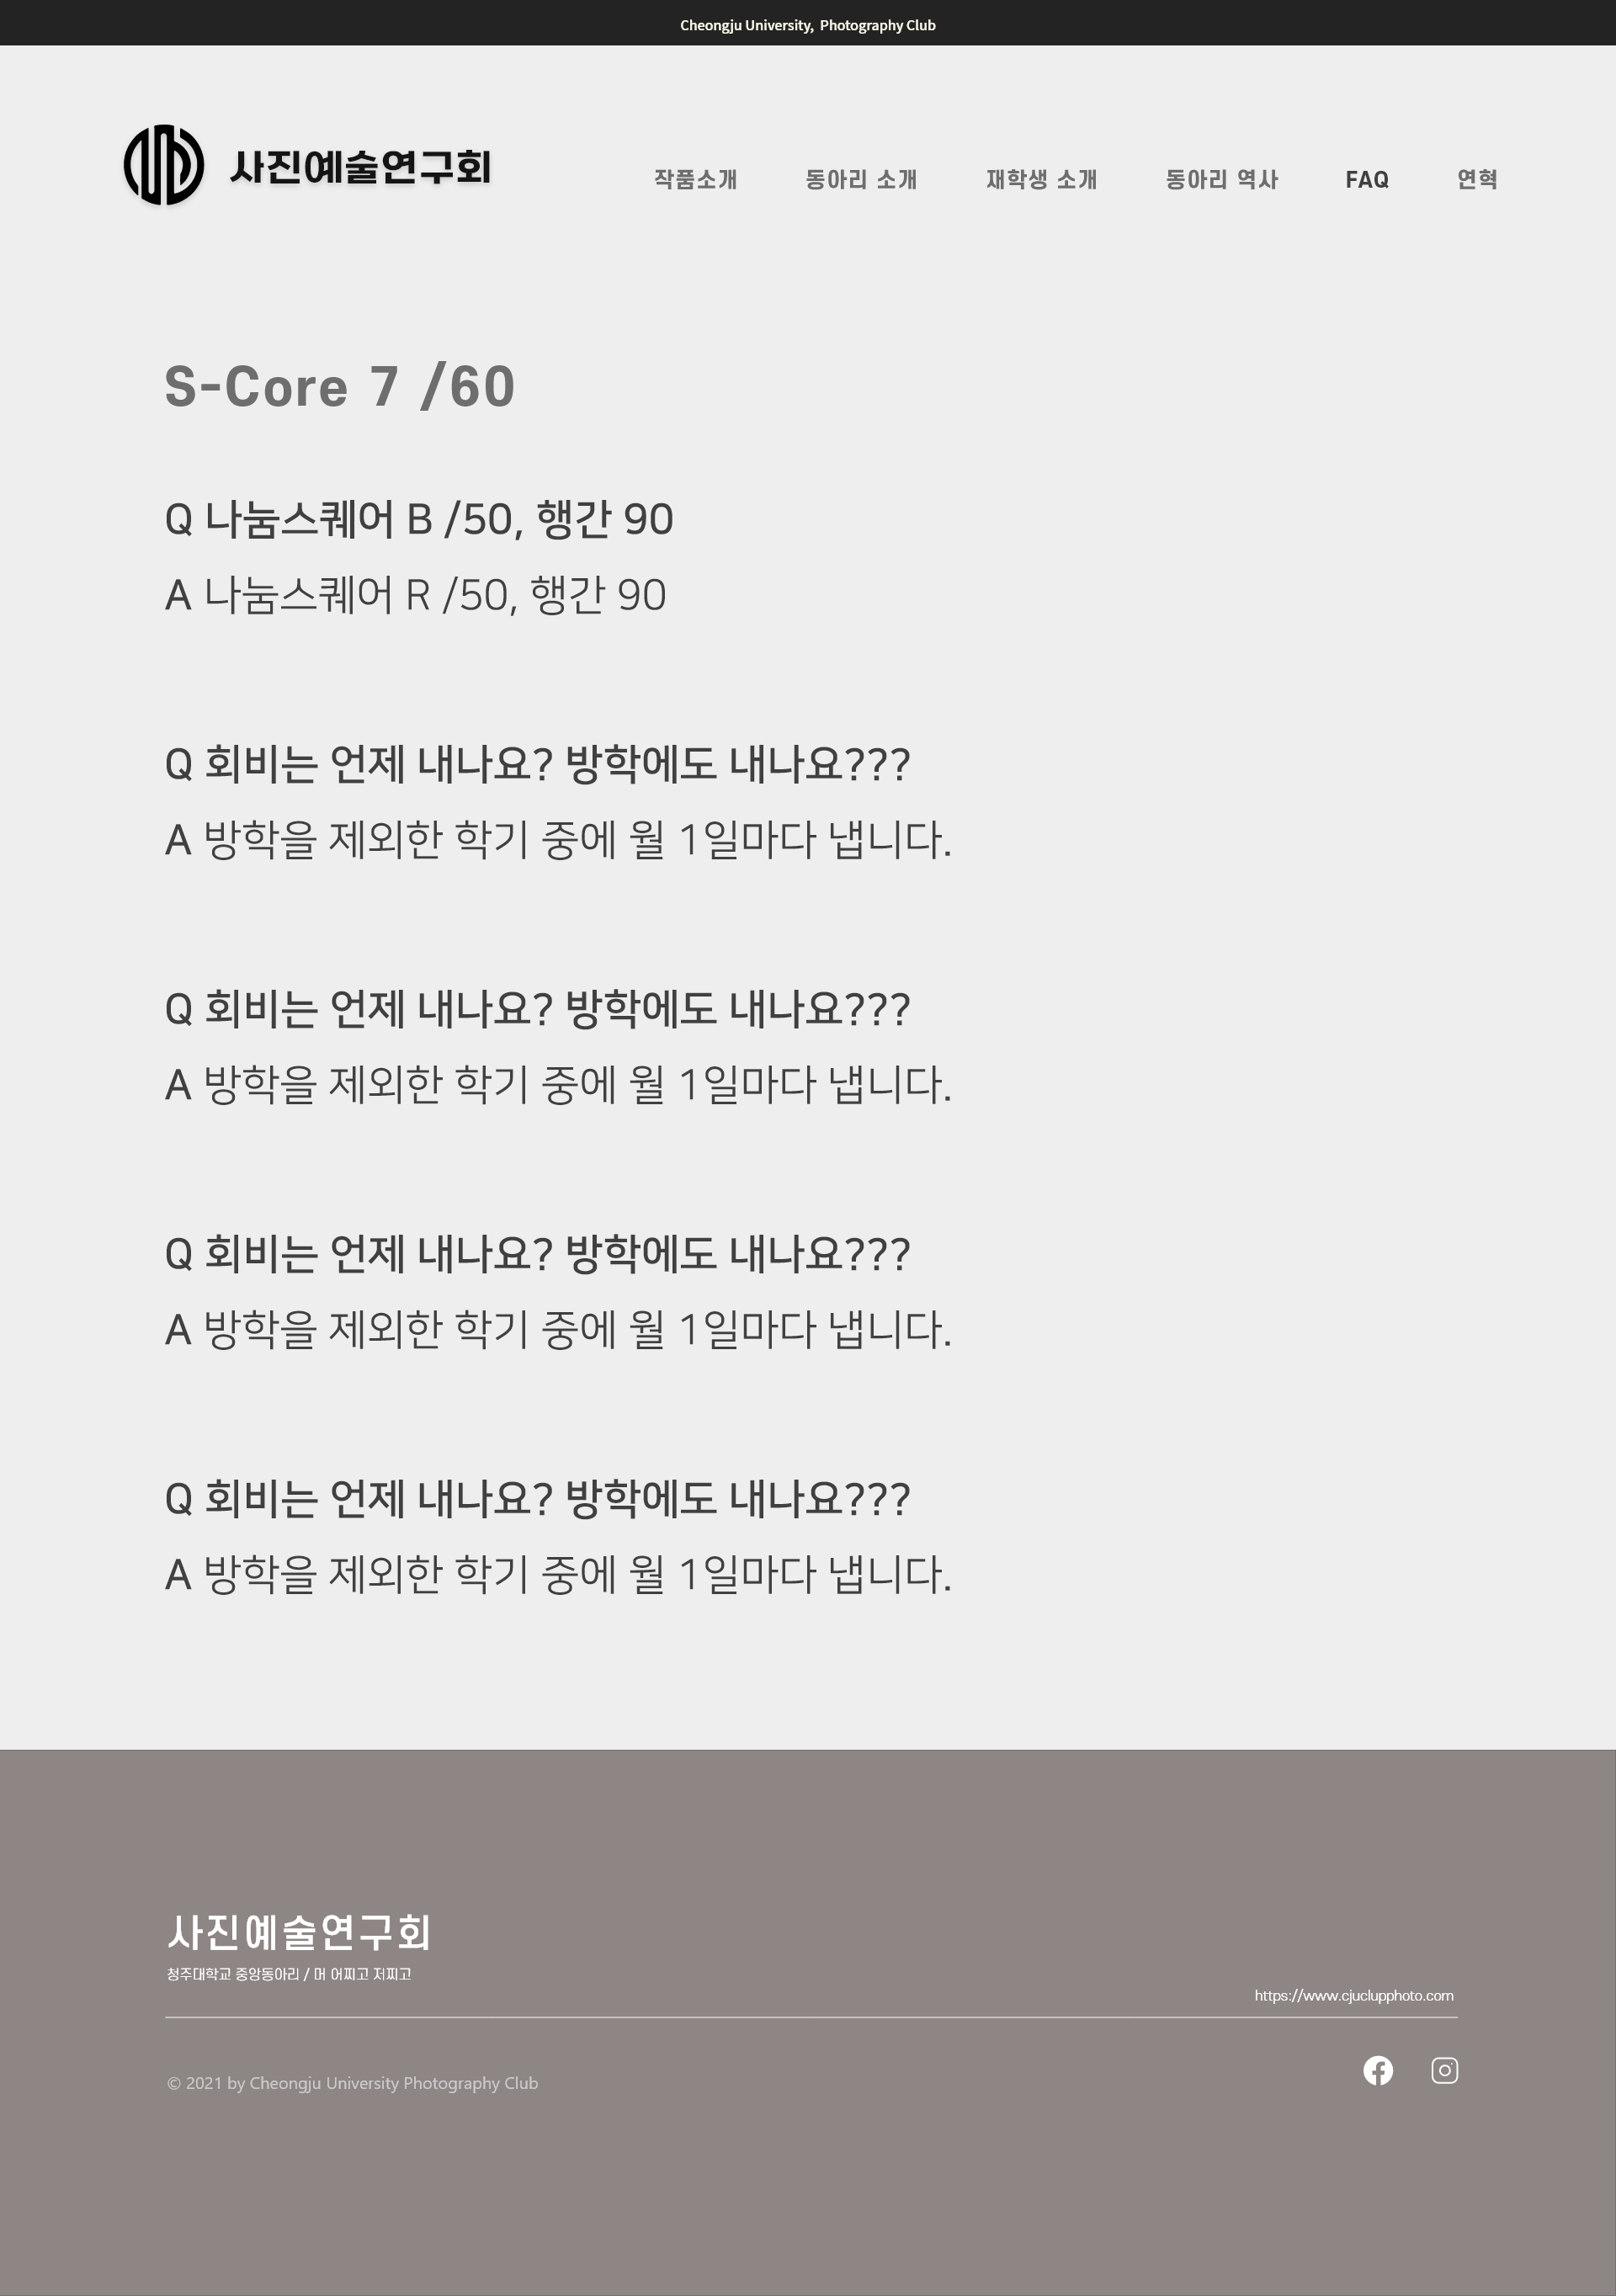 Cheongju University, Photography Club
사진예술연구회
작품소개 동아리 소개 재학생 소개 동아리 역사 FAQ 연혁
S-Core 7 /60
Q 나눔스퀘어 B /50, 행간 90
A 나눔스퀘어 R /50, 행간 90
Q 회비는 언제 내나요? 방학에도 내나요???
A 방학을 제외한 학기 중에 월 1일마다 냅니다.
Q 회비는 언제 내나요? 방학에도 내나요???
A 방학을 제외한 학기 중에 월 1일마다 냅니다.
Q 회비는 언제 내나요? 방학에도 내나요???
A 방학을 제외한 학기 중에 월 1일마다 냅니다.
Q 회비는 언제 내나요? 방학에도 내나요???
A 방학을 제외한 학기 중에 월 1일마다 냅니다.
사진예술연구회
청주대학교 중앙동아리 / 머 어찌고 저찌고
https://www.cjuclupphoto.com
© 2021 by Cheongju University Photography Club